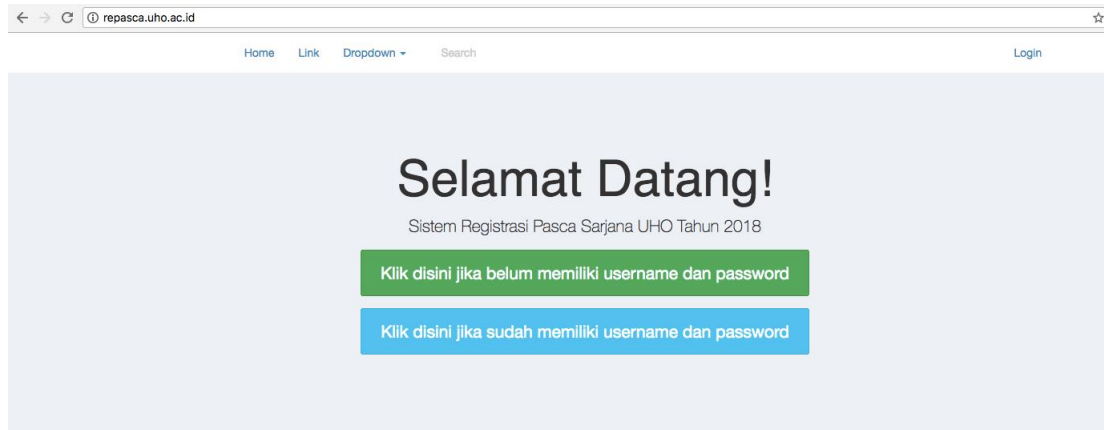 repasca.uho.ac.id
Home Link Dropdown Search Login
Selamat Datang!
Sistem Registrasi Pasca Sarjana UHO Tahun 2018
Klik disini jika belum memiliki username dan password
Klik disini jika sudah memiliki username dan password